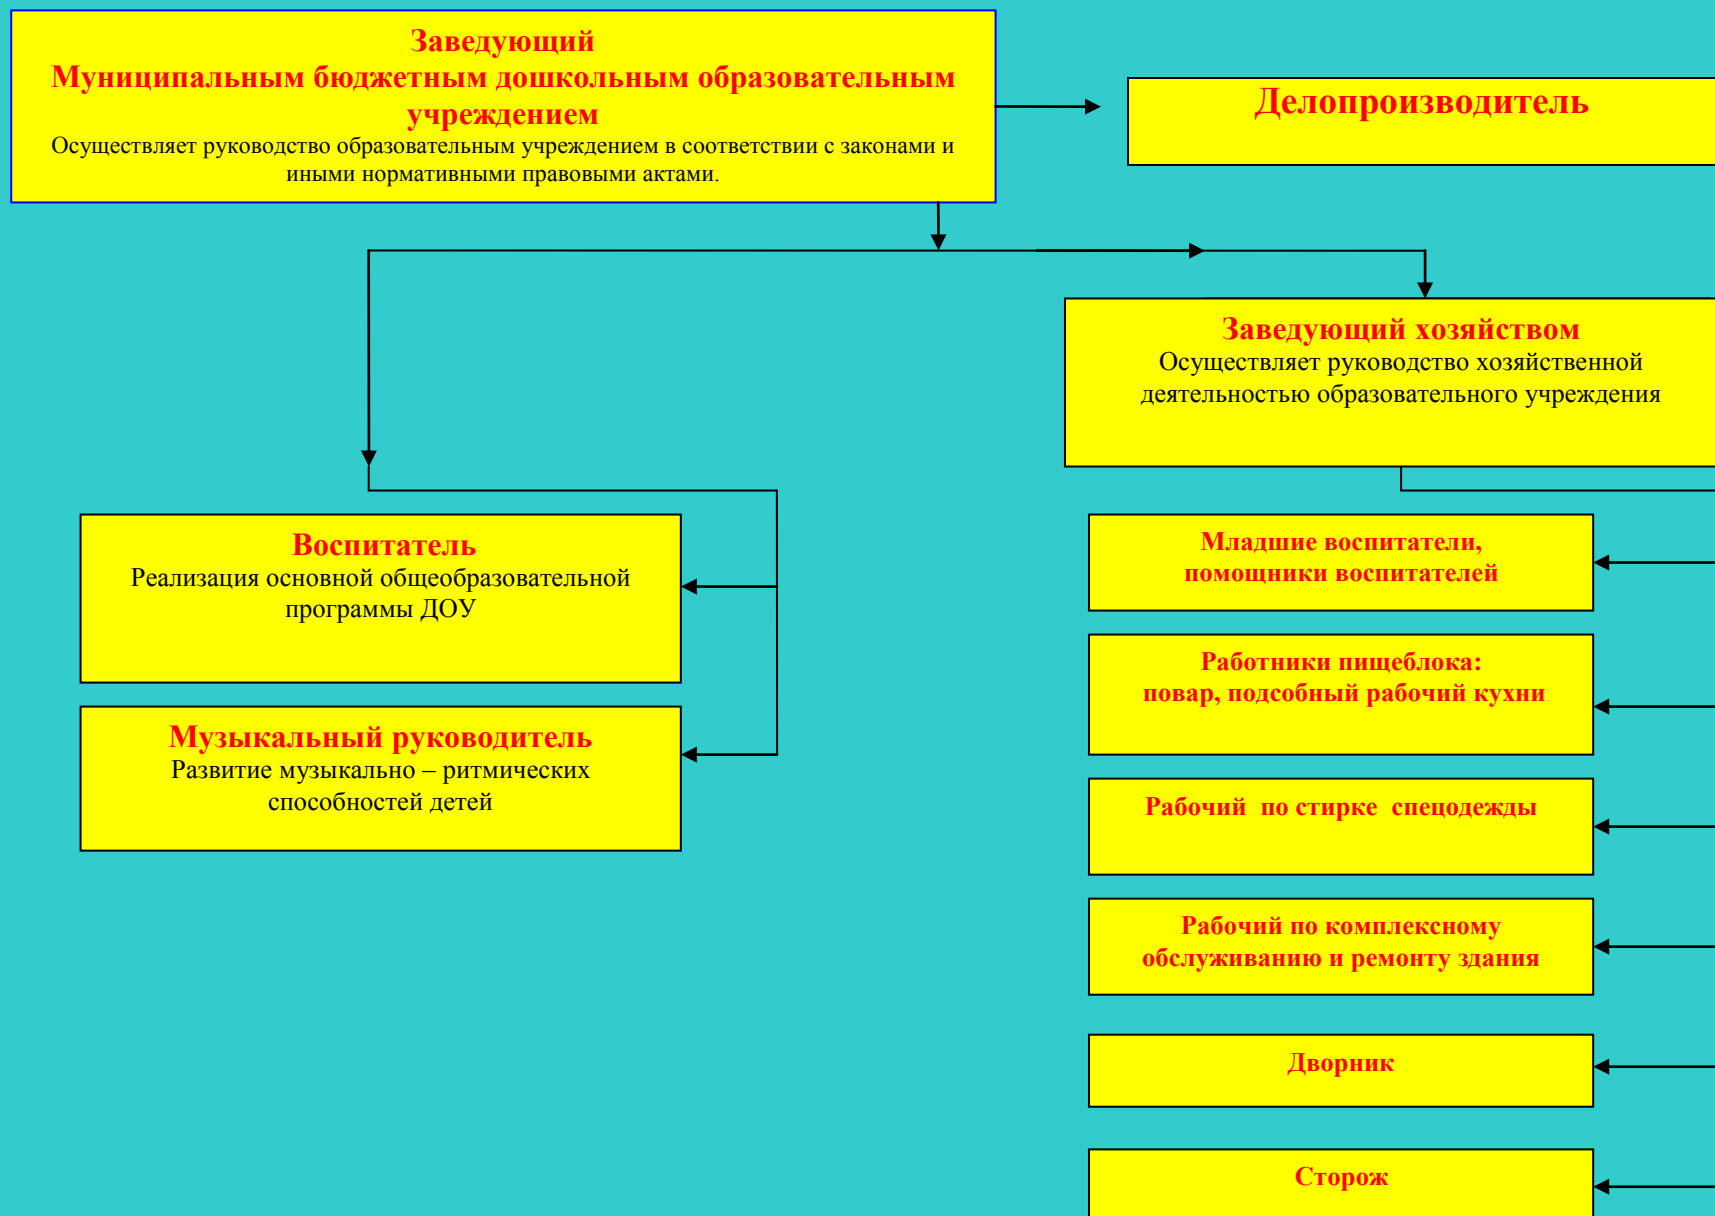 Заведующий
Муниципальным бюджетным дошкольным образовательным
учреждением
Осуществляет руководство образовательным учреждением в соответствии с законами и
иными нормативными правовыми актами.
Делопроизводитель
Заведующий хозяйством
Осуществляет руководство хозяйственной
деятельностью образовательного учреждения
Воспитатель
Реализация основной общеобразовательной
программы ДОУ
Музыкальный руководитель
Развитие музыкально – ритмических
способностей детей
Младшие воспитатели,
помощники воспитателей
Работники пищеблока:
повар, подсобный рабочий кухни
Рабочий по стирке спецодежды
Рабочий по комплексному
обслуживанию и ремонту здания
Дворник
Сторож